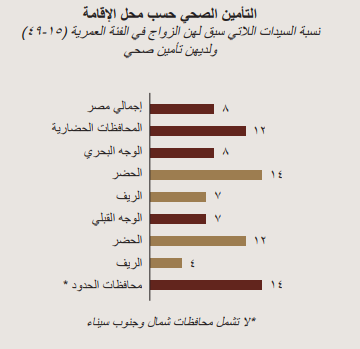 التأمين الصحي حسب محل الإقامة
نسبة السيدات اللاتي سبق لهن الزواج في الفئة العمرية (١٥-٤٩)
ولديهن تأمين صحي
إجمالي مصر ٨
المحافظات الحضارية ١٢
الوجه البحري ٨
الحضر ١٤
الريف ٧
الوجه القبلي ٧
الحضر ١٢
الريف ٤
محافظات الحدود * ١٤
*لا تشمل محافظات شمال وجنوب سيناء